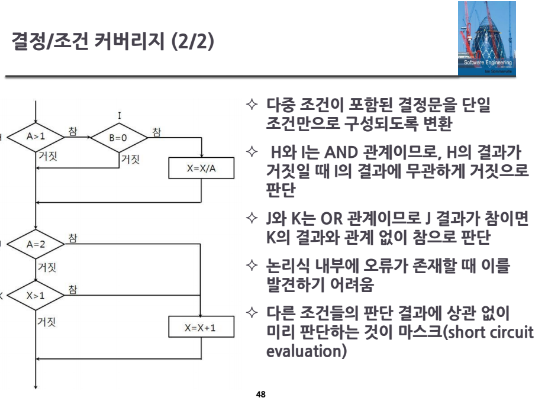 결정/조건 커버리지 (2/2)
Software Engineering
I
A>1
참
B=0
참
거짓
거짓
X=X/A
A=2
참
거짓
X>1
참
거짓
X=X+1
✧ 다중 조건이 포함된 결정문을 단일
조건만으로 구성되도록 변환
✧ H와 I는 AND 관계이므로, H의 결과가
거짓일 때 I의 결과에 무관하게 거짓으로
판단
✧ J와 K는 OR 관계이므로 J 결과가 참이면
K의 결과와 관계 없이 참으로 판단
✧ 논리식 내부에 오류가 존재할 때 이를
발견하기 어려움
✧ 다른 조건들의 판단 결과에 상관 없이
미리 판단하는 것이 마스크(short circuit
evaluation)
48